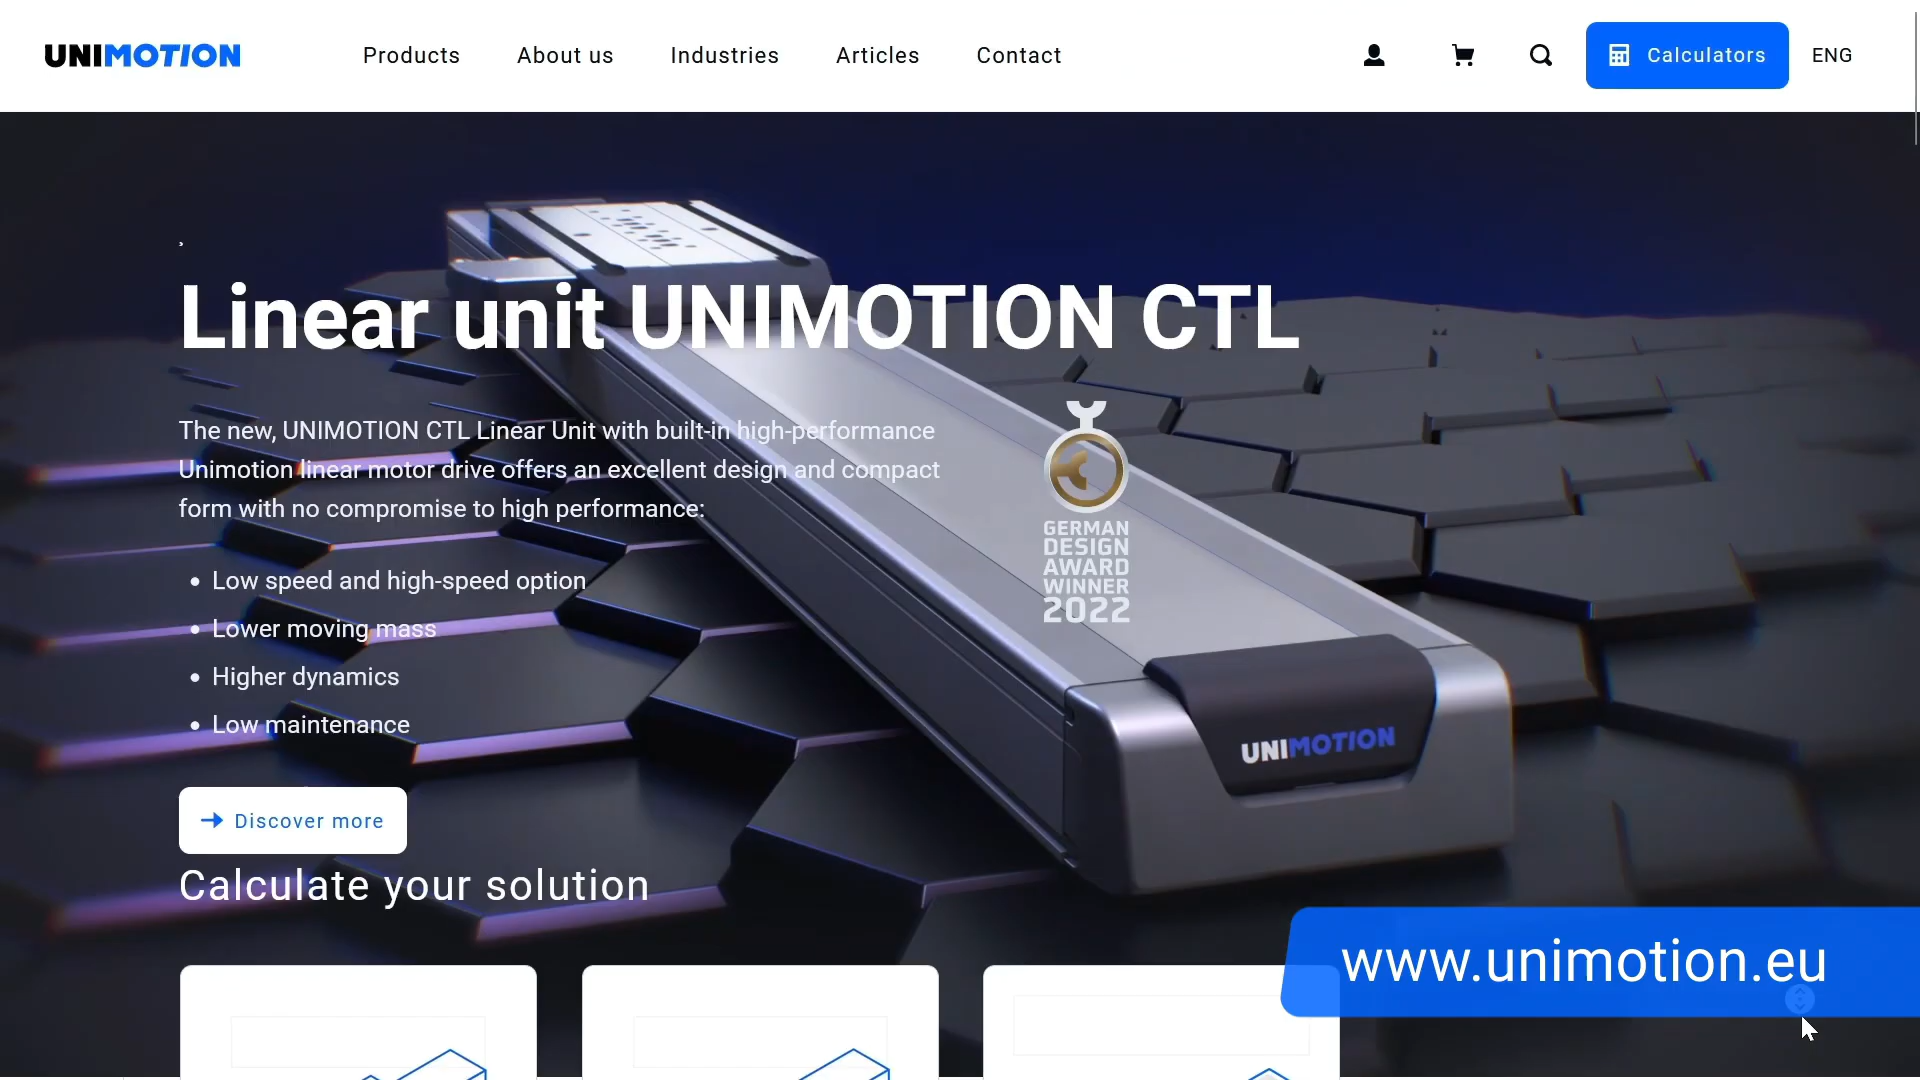 UNIMOTION
Products
About us
Industries
Articles
Contact
Calculators
ENG
Linear unit UNIMOTION CTL
The new, UNIMOTION CTL Linear Unit with built-in high-performance
Unimotion linear motor drive offers an excellent design and compact
form with no compromise to high performance:
• Low speed and high-speed option
• Lower moving mass
• Higher dynamics
• Low maintenance
GERMAN
DESIGN
AWARD
WINNER
2022
UNIMOTION
Discover more
Calculate your solution
www.unimotion.eu